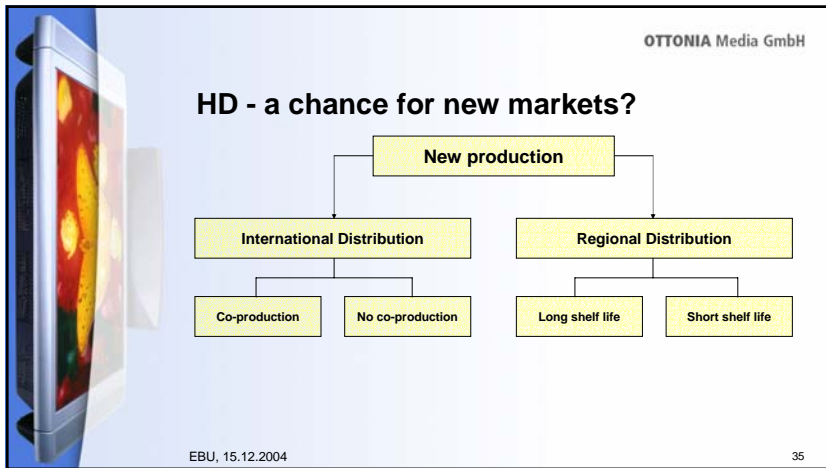 OTTONIA Media GmbH
HD - a chance for new markets?
New production
International Distribution
Regional Distribution
Co-production
No co-production
Long shelf life
Short shelf life
EBU, 15.12.2004
35